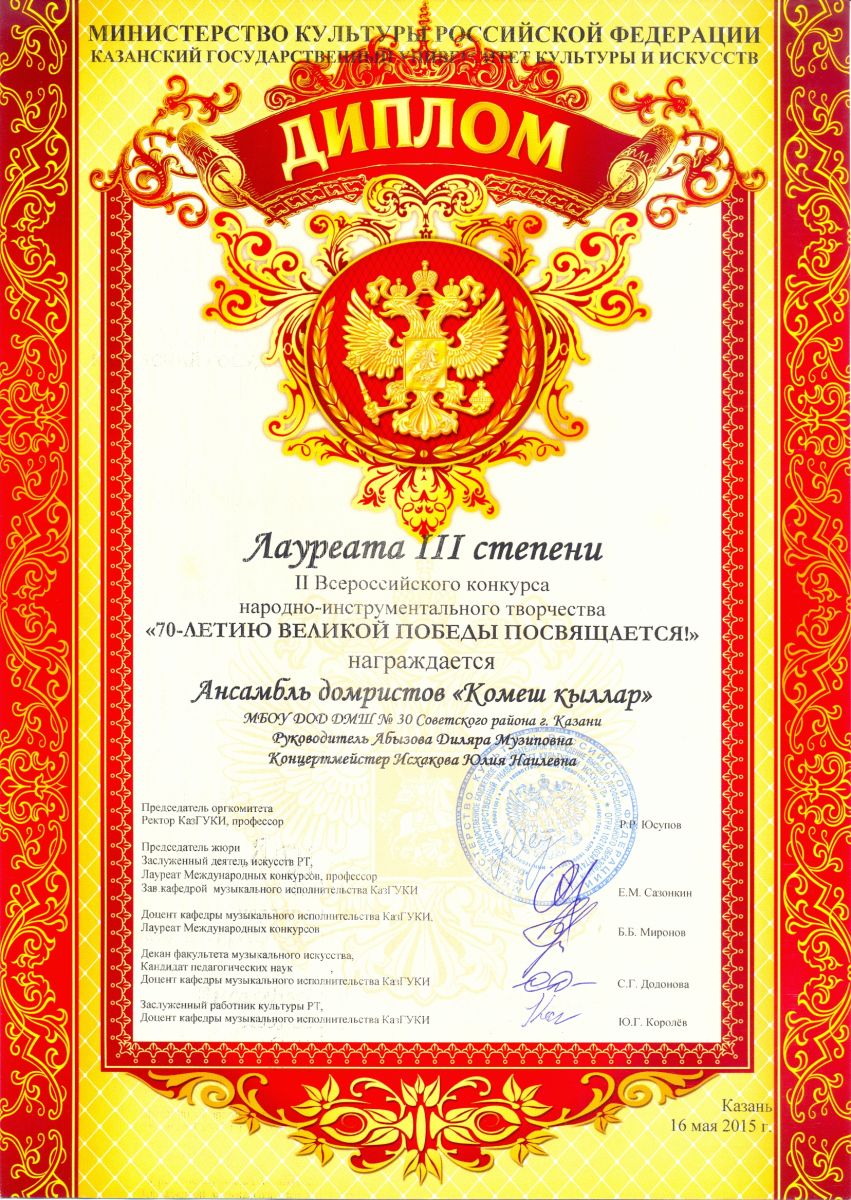 МИНИСТЕРСТВО КУЛЬТУРЫ РОССИЙСКОЙ ФЕДЕРАЦИИ
КАЗАНСКИЙ ГОСУДАРСТВЕННЫЙ УНИВЕРСИТЕТ КУЛЬТУРЫ И ИСКУССТВ
ДИПЛОМ
Лауреата III степени
II Всероссийского конкурса
народно-инструментального творчества
«70-ЛЕТИЮ ВЕЛИКОЙ ПОБЕДЫ ПОСВЯЩАЕТСЯ!»
награждается
Ансамбль домристов «Комеш кыллар»
МБОУ ДОД ДМШ № 30 Советского района г. Казани
Руководитель Абызова Диляра Музиповна
Концертмейстер Исхакова Юлия Наилевна
Председатель оргкомитета
Ректор КазГУКИ, профессор Р.Р. Юсупов
Председатель жюри
Заслуженный деятель искусств РТ,
Лауреат Международных конкурсов, профессор
Зав.кафедрой музыкального исполнительства КазГУКИ Е.М. Сазонкин
Доцент кафедры музыкального исполнительства КазГУКИ,
Лауреат Международных конкурсов Б.Б. Миронов
Декан факультета музыкального искусства,
Кандидат педагогических наук ,
Доцент кафедры музыкального исполнительства КазГУКИ С.Г. Додонова
Заслуженный работник культуры РТ,
Доцент кафедры музыкального исполнительства КазГУКИ Ю.Г. Королёв
Казань
16 мая 2015 г.